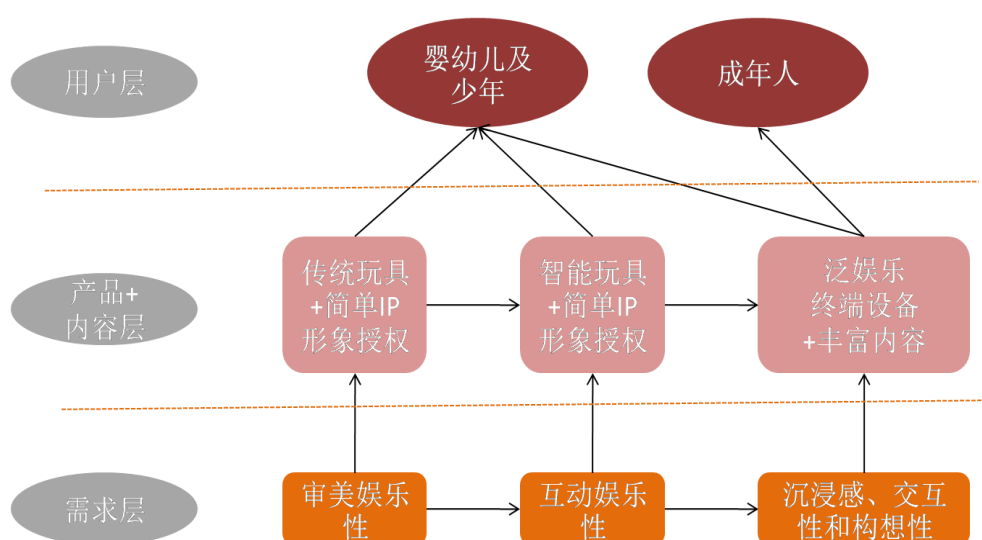 用户层
婴幼儿及
少年
成年人
产品+
内容层
传统玩具
+简单IP
形象授权
智能玩具
+简单IP
形象授权
泛娱乐
终端设备
+丰富内容
需求层
审美娱乐
性
互动娱乐
性
沉浸感、交互
性和构想性